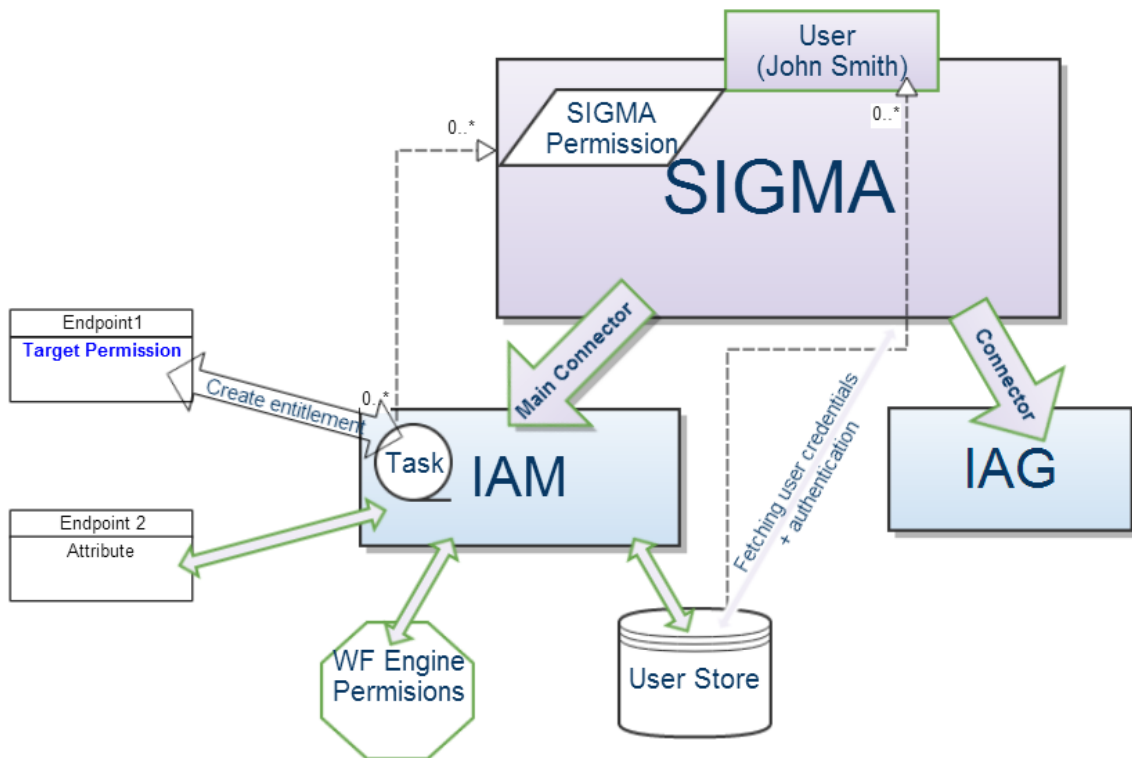 User
(John Smith)
0..*
SIGMA
Permission
0..*
SIGMA
Endpoint1
Target Permission
Create entitlement
0..*
Main Connector
Connector
Task
IAM
Fetching user credentials
+ authentication
IAG
Endpoint 2
Attribute
WF Engine
Permisions
User Store